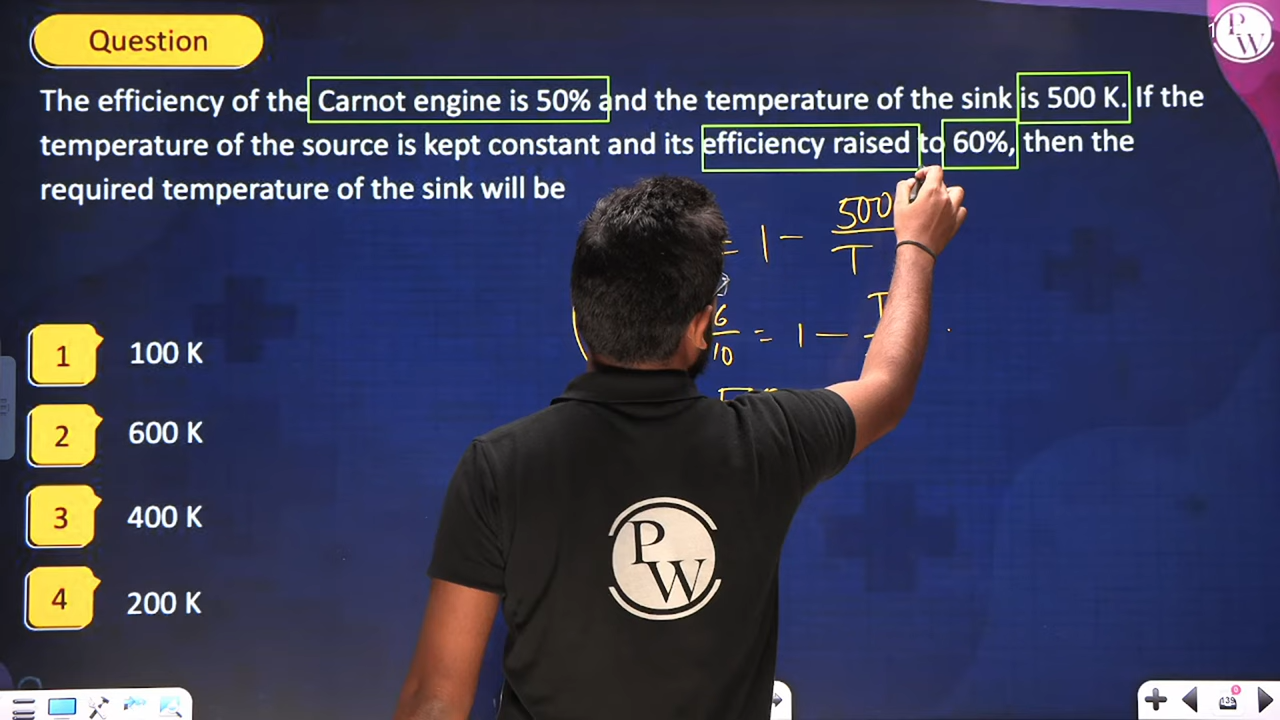 Question
PW
The efficiency of the Carnot engine is 50% and the temperature of the sink is 500 K. If the
temperature of the source is kept constant and its efficiency raised to 60%, then the
required temperature of the sink will be
= 1 - 500
T
6
10
= 1 -
1 100 K
2 600 K
3 400 K
4 200 K
PW